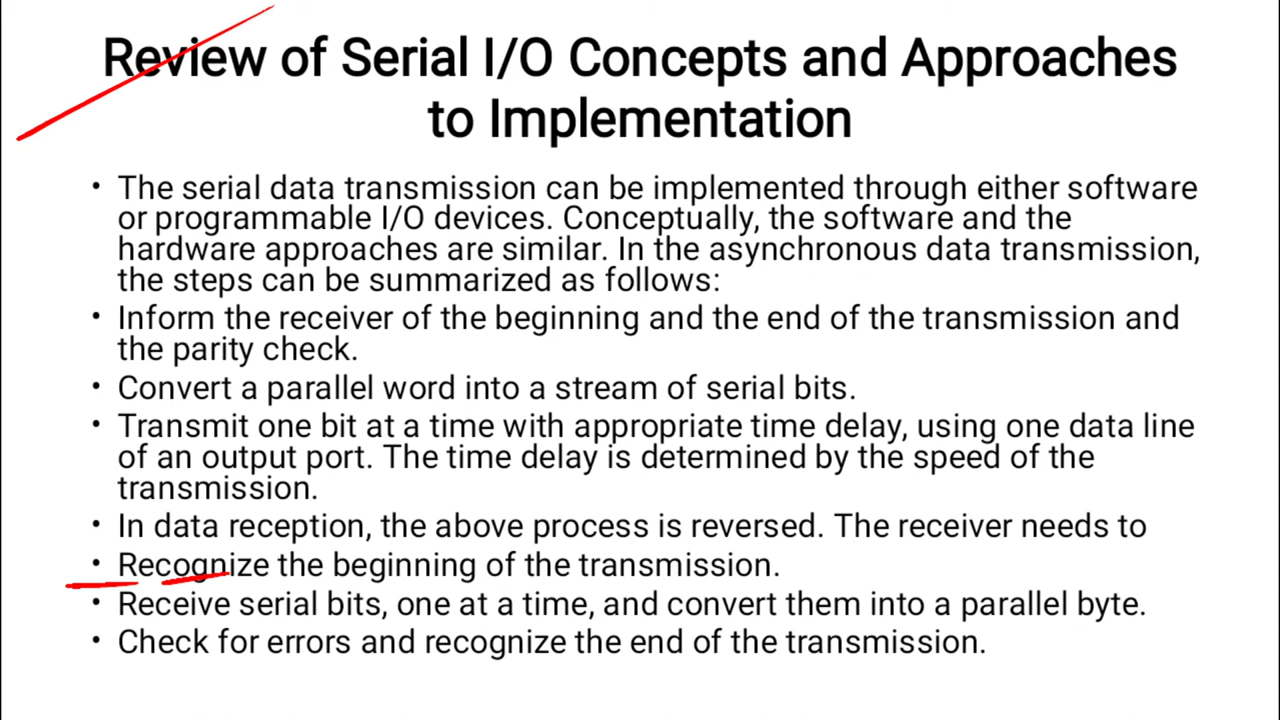 Review of Serial I/O Concepts and Approaches
to Implementation
• The serial data transmission can be implemented through either software
or programmable I/O devices. Conceptually, the software and the
hardware approaches are similar. In the asynchronous data transmission,
the steps can be summarized as follows:
• Inform the receiver of the beginning and the end of the transmission and
the parity check.
• Convert a parallel word into a stream of serial bits.
• Transmit one bit at a time with appropriate time delay, using one data line
of an output port. The time delay is determined by the speed of the
transmission.
• In data reception, the above process is reversed. The receiver needs to
• Recognize the beginning of the transmission.
• Receive serial bits, one at a time, and convert them into a parallel byte.
• Check for errors and recognize the end of the transmission.